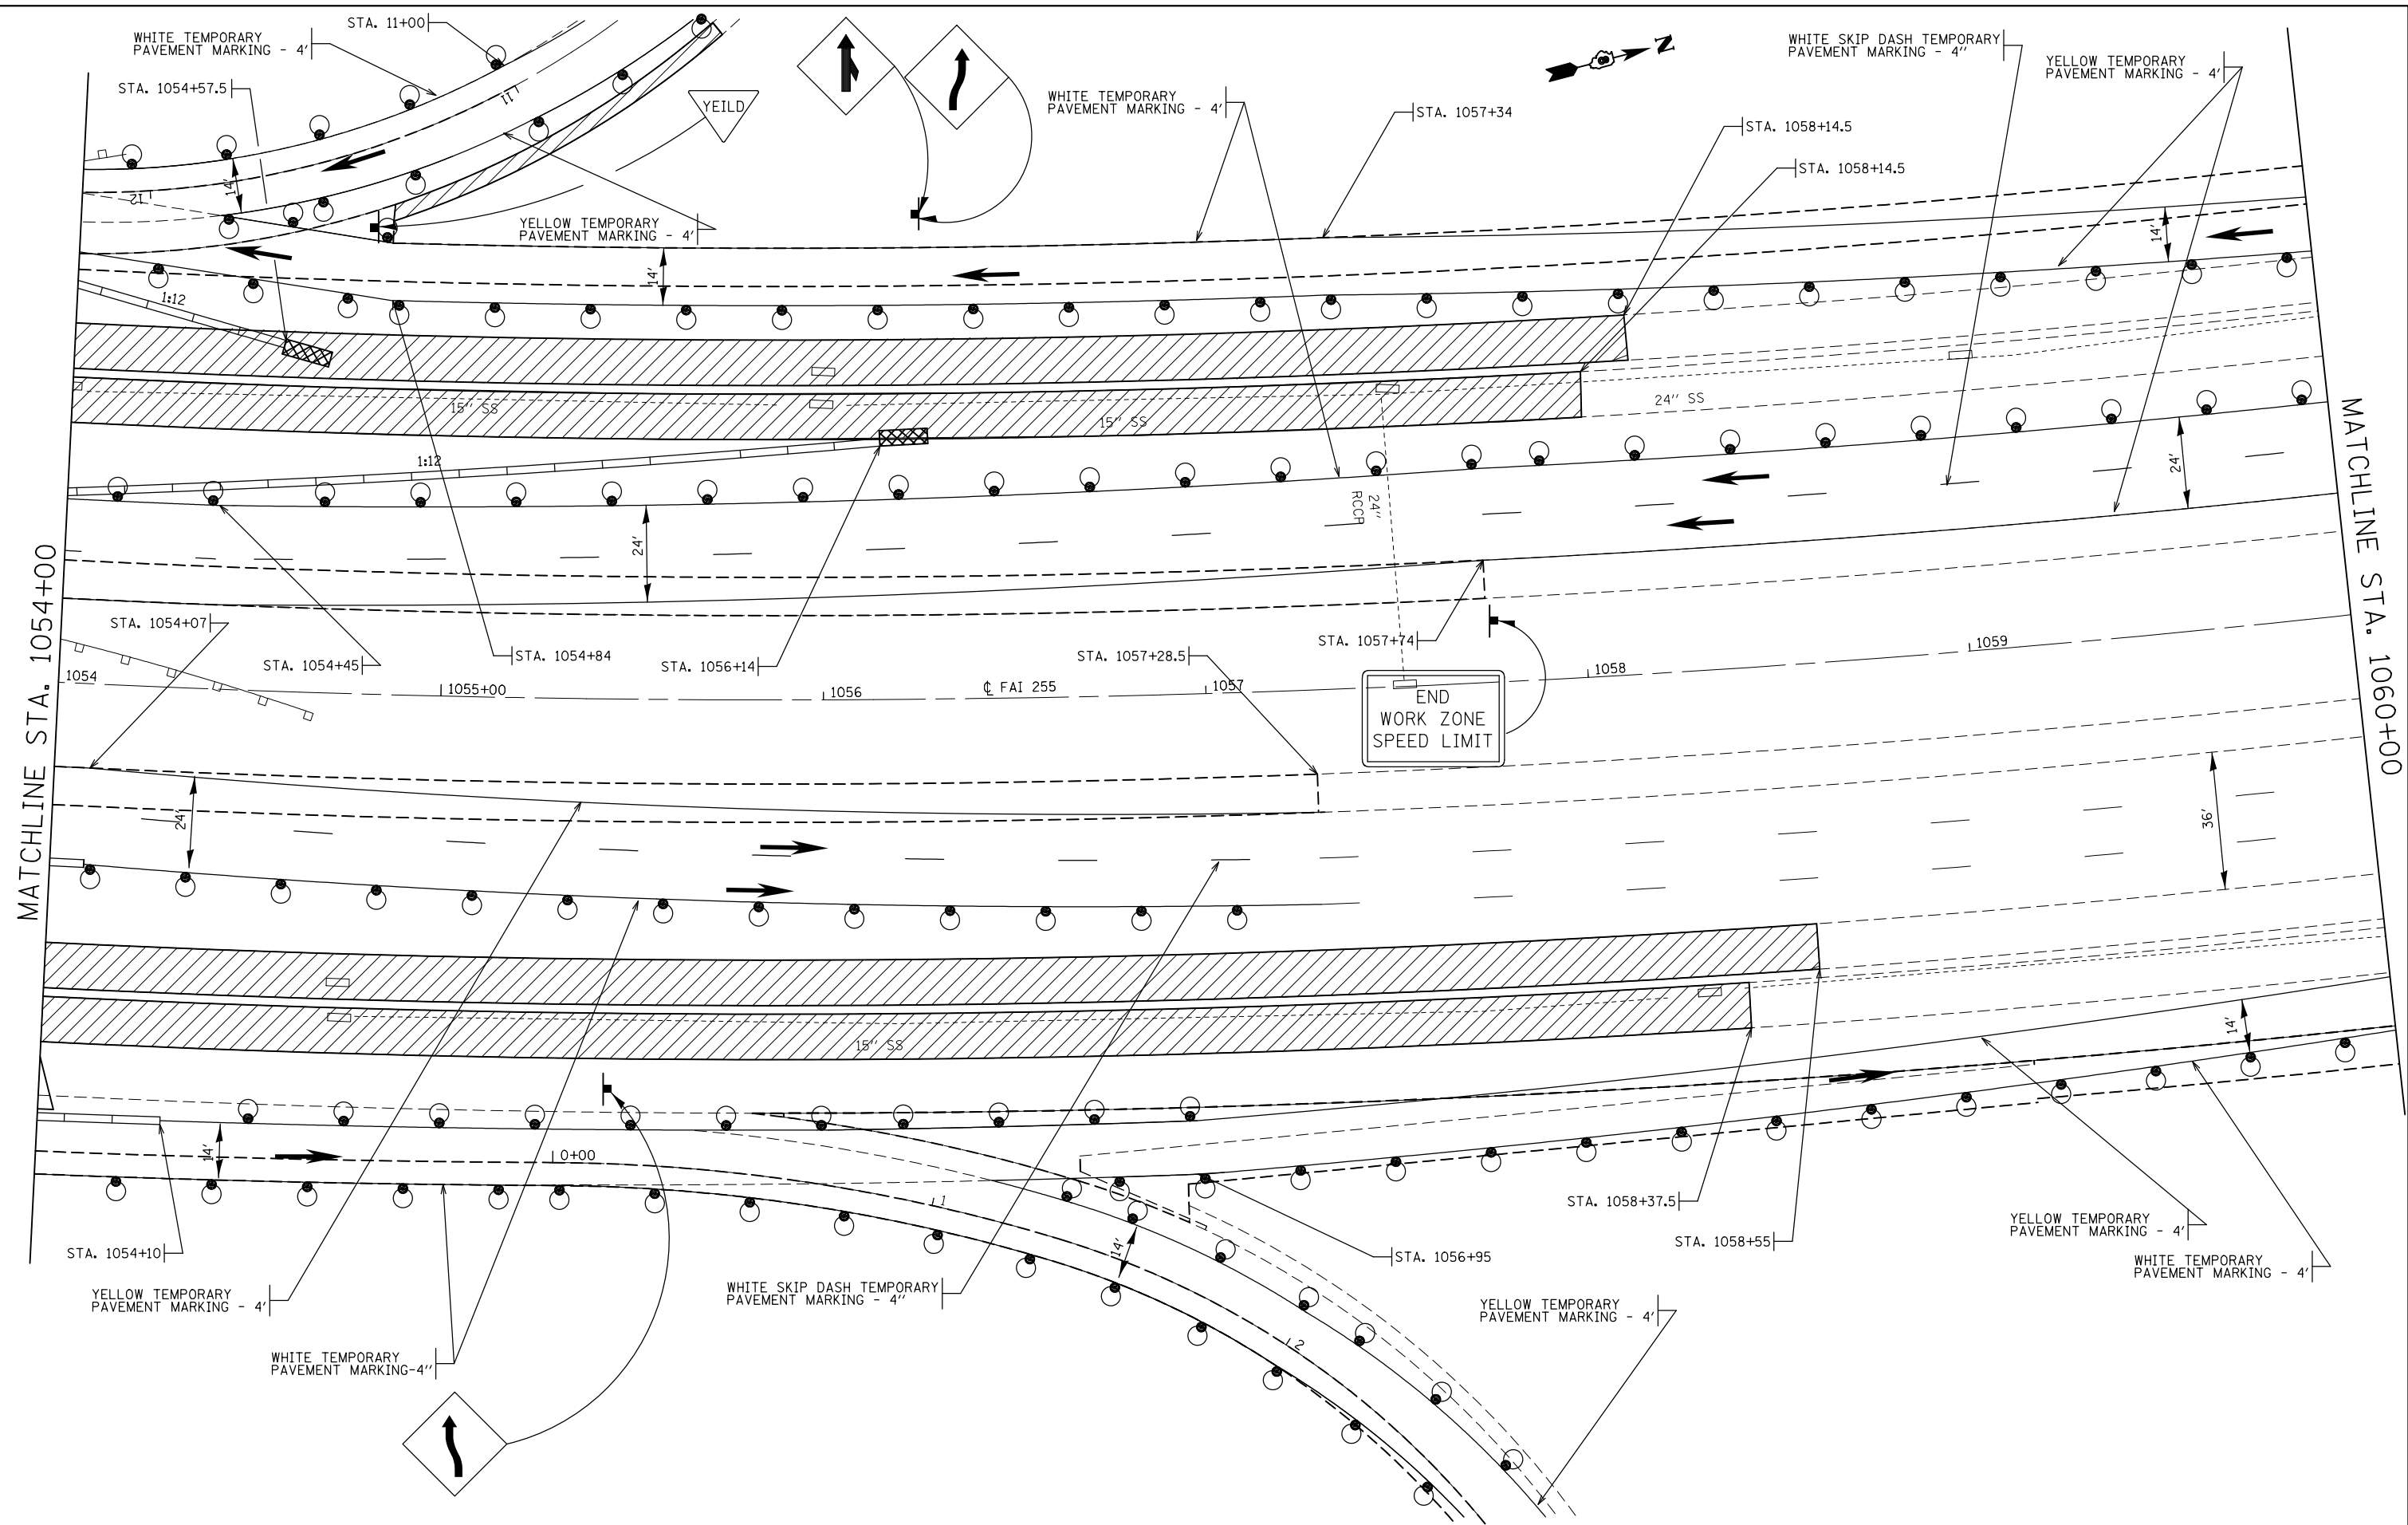 STA. 11+00
WHITE TEMPORARY
PAVEMENT MARKING - 4'
STA. 1054+57.5
11
YEILD
WHITE TEMPORARY
PAVEMENT MARKING - 4'
STA. 1057+34
N
WHITE SKIP DASH TEMPORARY
PAVEMENT MARKING - 4''
YELLOW TEMPORARY
PAVEMENT MARKING - 4'
STA. 1058+14.5
STA. 1058+14.5
14'
12
YELLOW TEMPORARY
PAVEMENT MARKING - 4'
14'
14'
1:12
15'' SS
15'' SS
24'' SS
1:12
24''
RCCP
24'
24'
MATCHLINE STA. 1054+00
MATCHLINE STA. 1060+00
STA. 1054+07
STA. 1054+45
STA. 1054+84
STA. 1056+14
STA. 1057+28.5
STA. 1057+74
1054
1055+00
1056
℄ FAI 255
1057
1058
1059
END
WORK ZONE
SPEED LIMIT
24'
36'
15'' SS
14'
14'
0+00
1
14'
2
STA. 1054+10
STA. 1056+95
STA. 1058+37.5
STA. 1058+55
YELLOW TEMPORARY
PAVEMENT MARKING - 4'
WHITE TEMPORARY
PAVEMENT MARKING - 4'
YELLOW TEMPORARY
PAVEMENT MARKING - 4'
WHITE SKIP DASH TEMPORARY
PAVEMENT MARKING - 4''
YELLOW TEMPORARY
PAVEMENT MARKING - 4'
WHITE TEMPORARY
PAVEMENT MARKING-4''